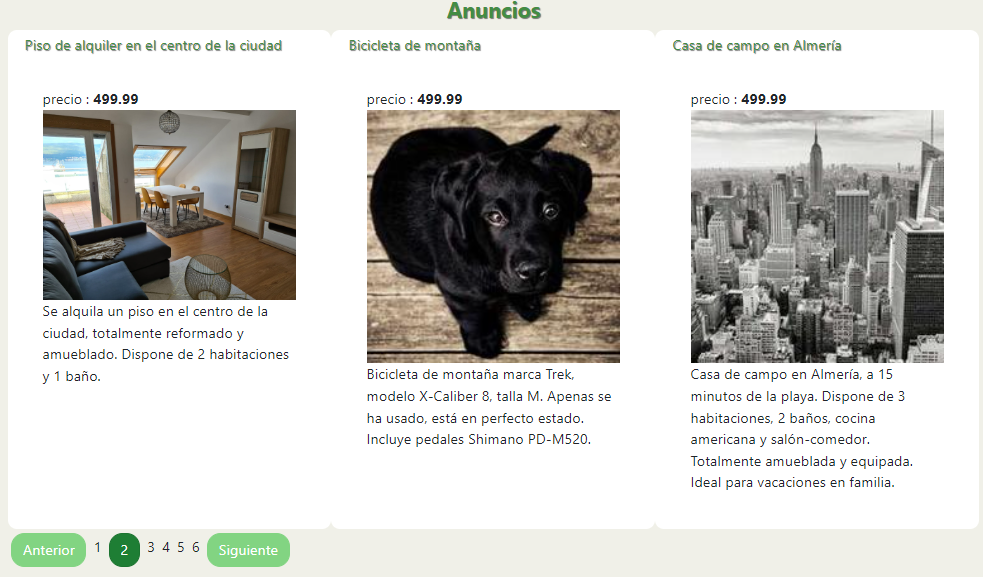 Anuncios
Piso de alquiler en el centro de la ciudad
precio : 499.99
Se alquila un piso en el centro de la
ciudad, totalmente reformado y
amueblado. Dispone de 2 habitaciones
y 1 baño.
Bicicleta de montaña
precio : 499.99
Bicicleta de montaña marca Trek,
modelo X-Caliber 8, talla M. Apenas se
ha usado, está en perfecto estado.
Incluye pedales Shimano PD-M520.
Casa de campo en Almería
precio : 499.99
Casa de campo en Almería, a 15
minutos de la playa. Dispone de 3
habitaciones, 2 baños, cocina
americana y salón-comedor.
Totalmente amueblada y equipada.
Ideal para vacaciones en familia.
Anterior 1 2 3 4 5 6 Siguiente